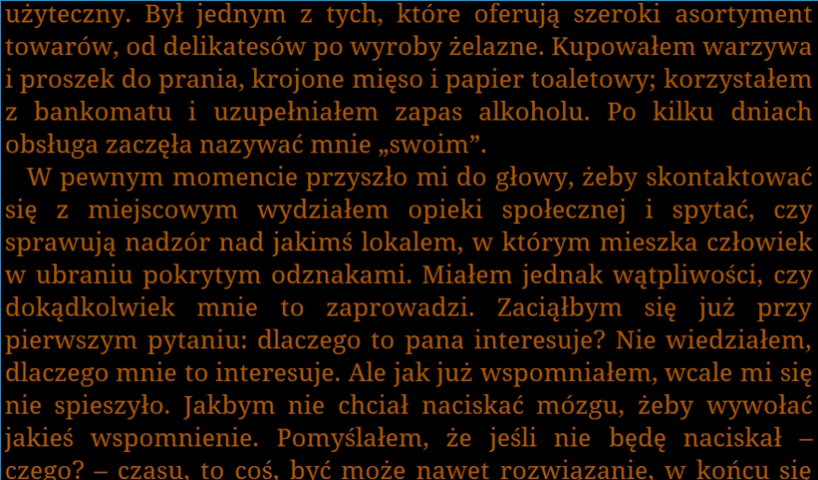 użyteczny. Był jednym z tych, które oferują szeroki asortyment
towarów, od delikatesów po wyroby żelazne. Kupowałem warzywa
i proszek do prania, krojone mięso i papier toaletowy; korzystałem
z bankomatu i uzupełniałem zapas alkoholu. Po kilku dniach
obsługa zaczęła nazywać mnie „swoim”.
W pewnym momencie przyszło mi do głowy, żeby skontaktować
się z miejscowym wydziałem opieki społecznej i spytać, czy
sprawują nadzór nad jakimś lokalem, w którym mieszka człowiek
w ubraniu pokrytym odznakami. Miałem jednak wątpliwości, czy
dokądkolwiek mnie to zaprowadzi. Zaciąłbym się już przy
pierwszym pytaniu: dlaczego to pana interesuje? Nie wiedziałem,
dlaczego mnie to interesuje. Ale jak już wspomniałem, wcale mi się
nie spieszyło. Jakbym nie chciał naciskać mózgu, żeby wywołać
jakieś wspomnienie. Pomyślałem, że jeśli nie będę naciskał –
czego? – czasu, to coś, być może nawet rozwiązanie, w końcu się